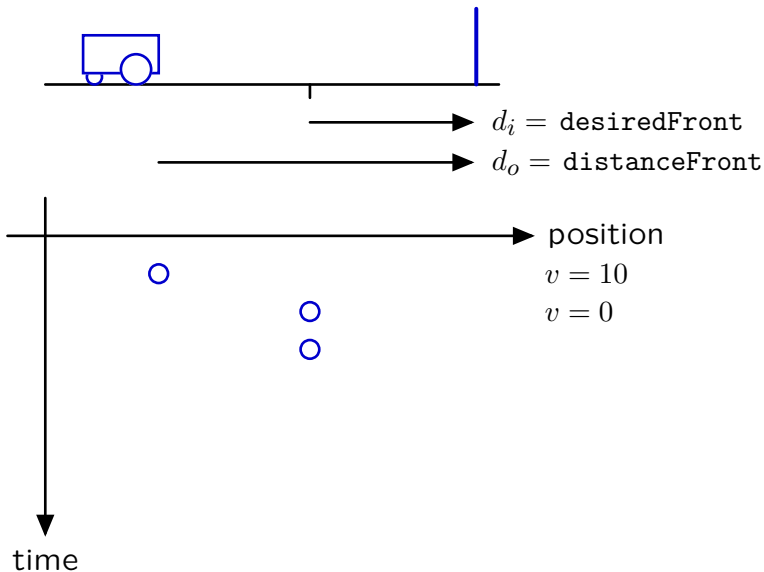 d_i = desiredFront
d_o = distanceFront
position
v = 10
v = 0
time